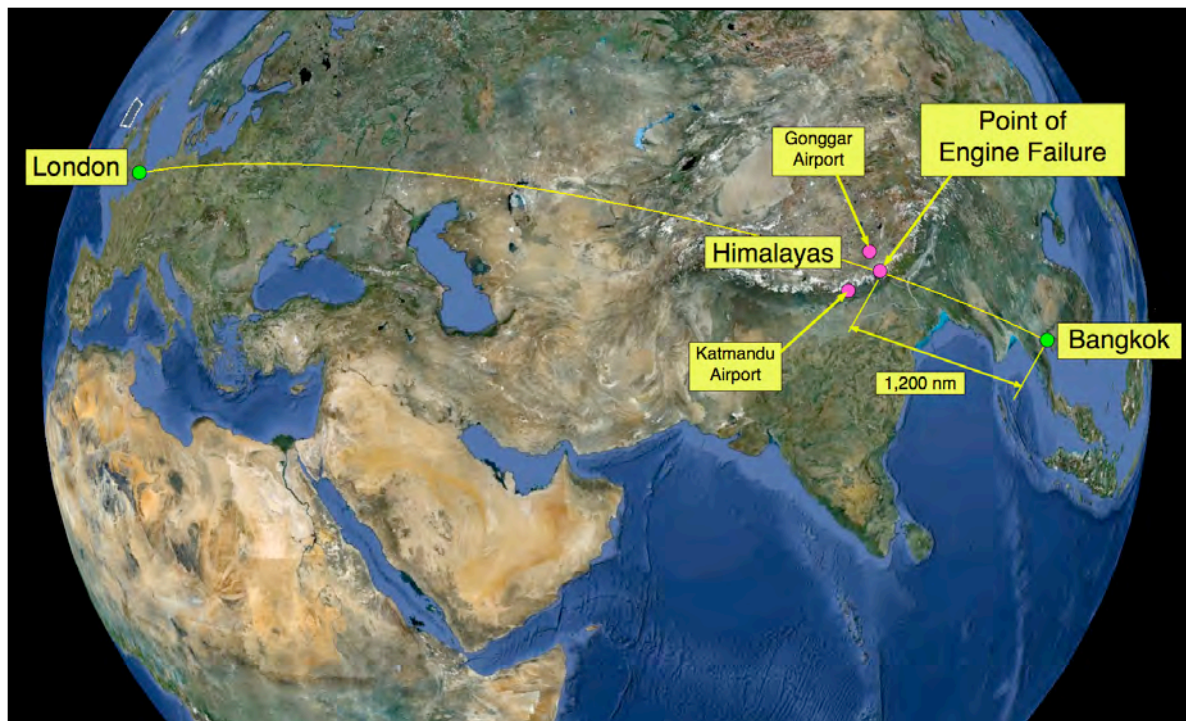 London
Gonggar
Airport
Point of
Engine Failure
Himalayas
Katmandu
Airport
1,200 nm
Bangkok